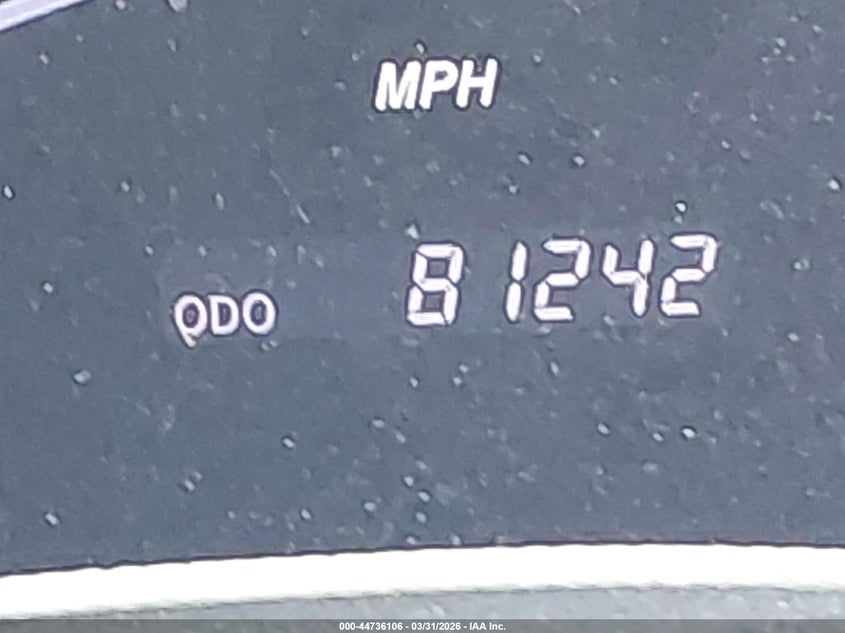 MPH
ODO 81242
000-44736106 - 03/31/2026 - IAA Inc.